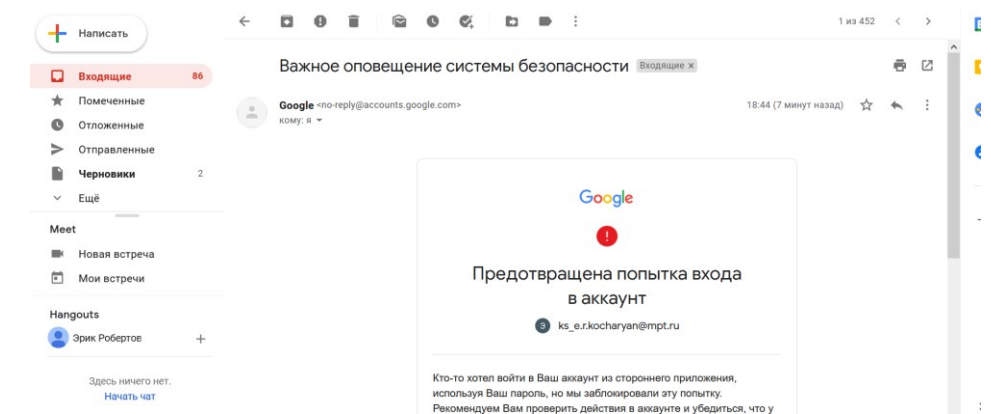 Написать
1 из 452
Входящие 86
Помеченные
Отложенные
Отправленные
Черновики 2
Ещё
Meet
Новая встреча
Мои встречи
Hangouts
Эрик Робертов
Здесь ничего нет.
Начать чат
Важное оповещение системы безопасности Входящие x
Google <no-reply@accounts.google.com>
18:44 (7 минут назад)
кому: я
Google
Предотвращена попытка входа
в аккаунт
Э ks_e.r.kocharyan@mpt.ru
Кто-то хотел войти в Ваш аккаунт из стороннего приложения,
используя Ваш пароль, но мы заблокировали эту попытку.
Рекомендуем Вам проверить действия в аккаунте и убедиться, что у